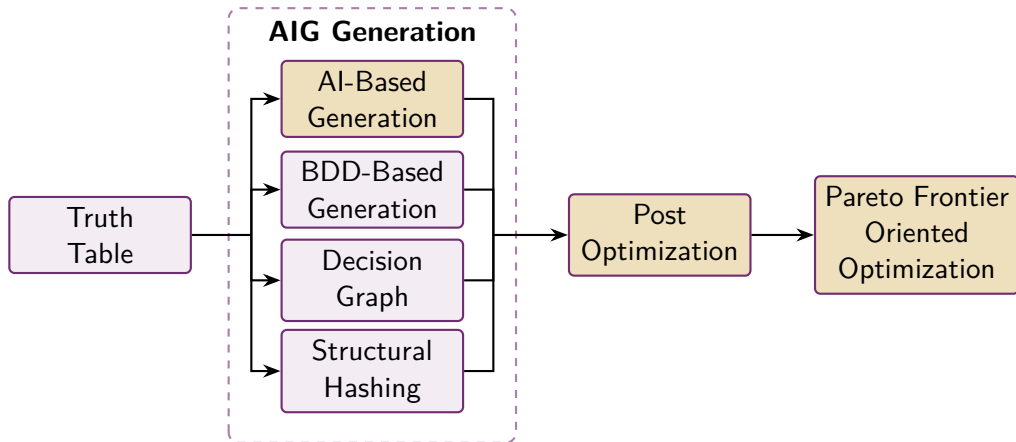 AIG Generation
AI-Based
Generation
BDD-Based
Generation
Decision
Graph
Structural
Hashing
Truth
Table
Post
Optimization
Pareto Frontier
Oriented
Optimization